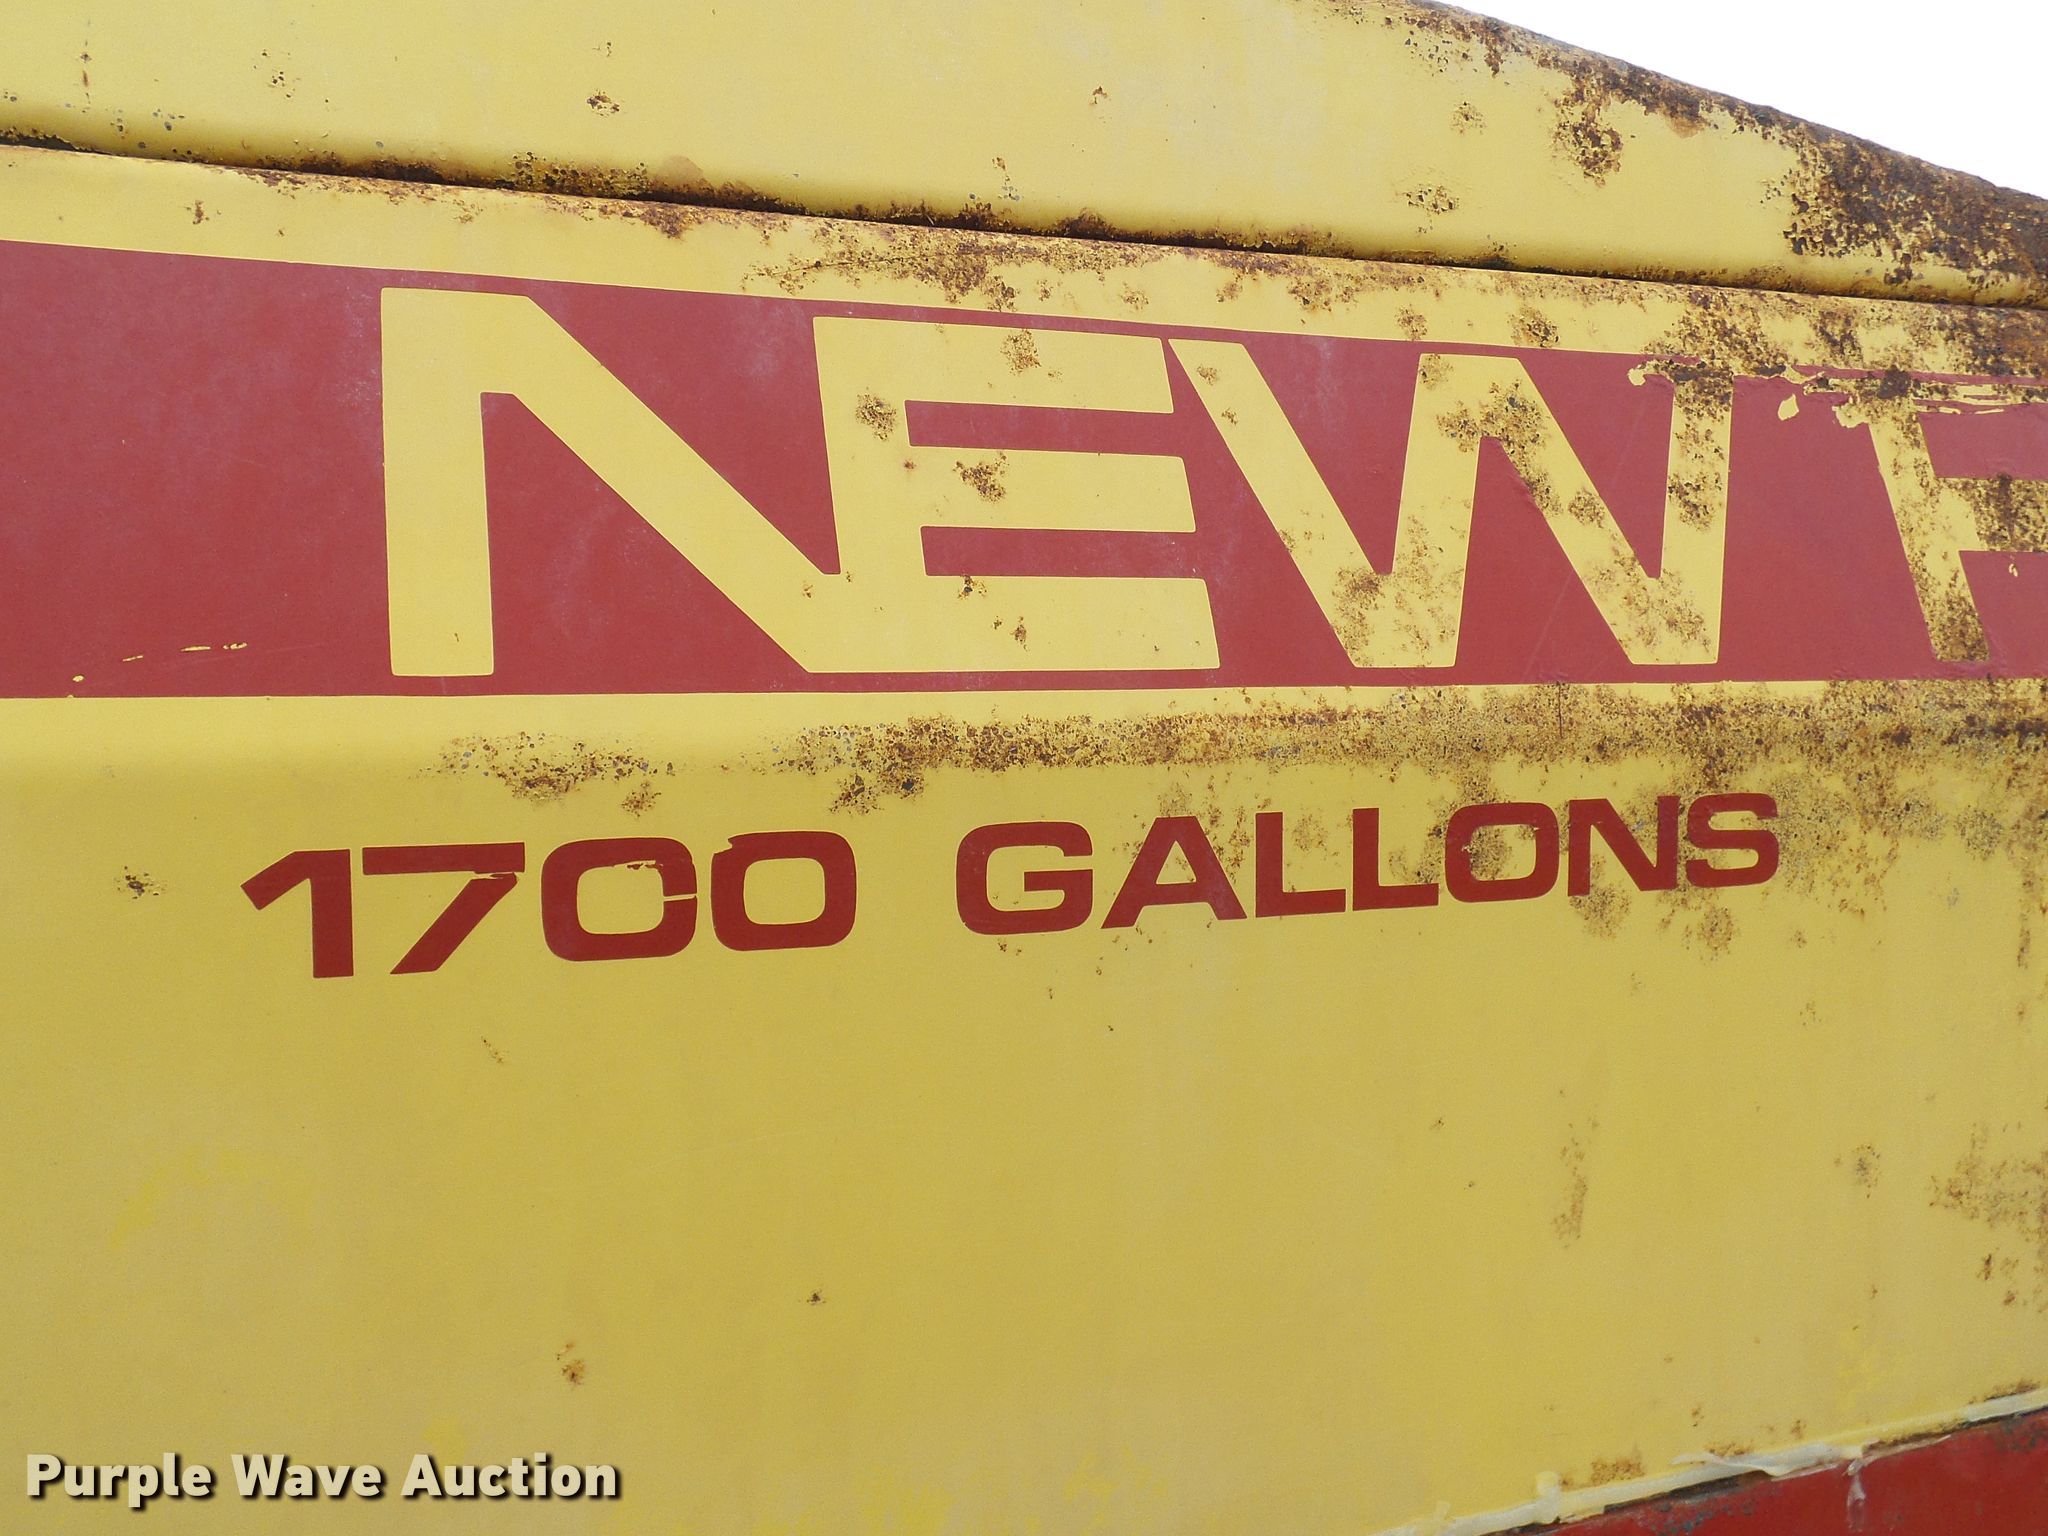 NEW
1700 GALLONS
Purple Wave Auction